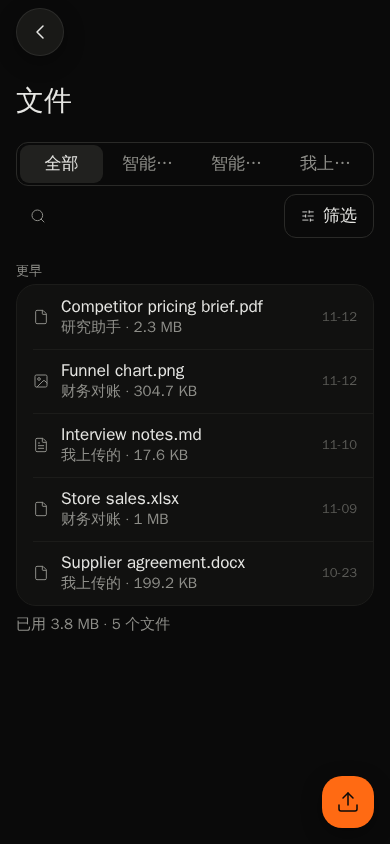 文件
全部
智能…
智能…
我上…
筛选
更早
Competitor pricing brief.pdf
研究助手 · 2.3 MB
11-12
Funnel chart.png
财务对账 · 304.7 KB
11-12
Interview notes.md
我上传的 · 17.6 KB
11-10
Store sales.xlsx
财务对账 · 1 MB
11-09
Supplier agreement.docx
我上传的 · 199.2 KB
10-23
已用 3.8 MB · 5 个文件